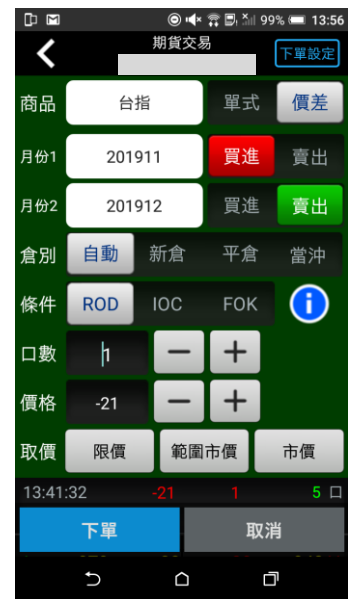 99% 13:56
期貨交易
下單設定
商品 台指 單式 價差
月份1 201911 買進 賣出
月份2 201912 買進 賣出
倉別 自動 新倉 平倉 當沖
條件 ROD IOC FOK
口數 1
價格 -21
取價 限價 範圍市價 市價
13:41:32 -21 1 5 口
下單 取消